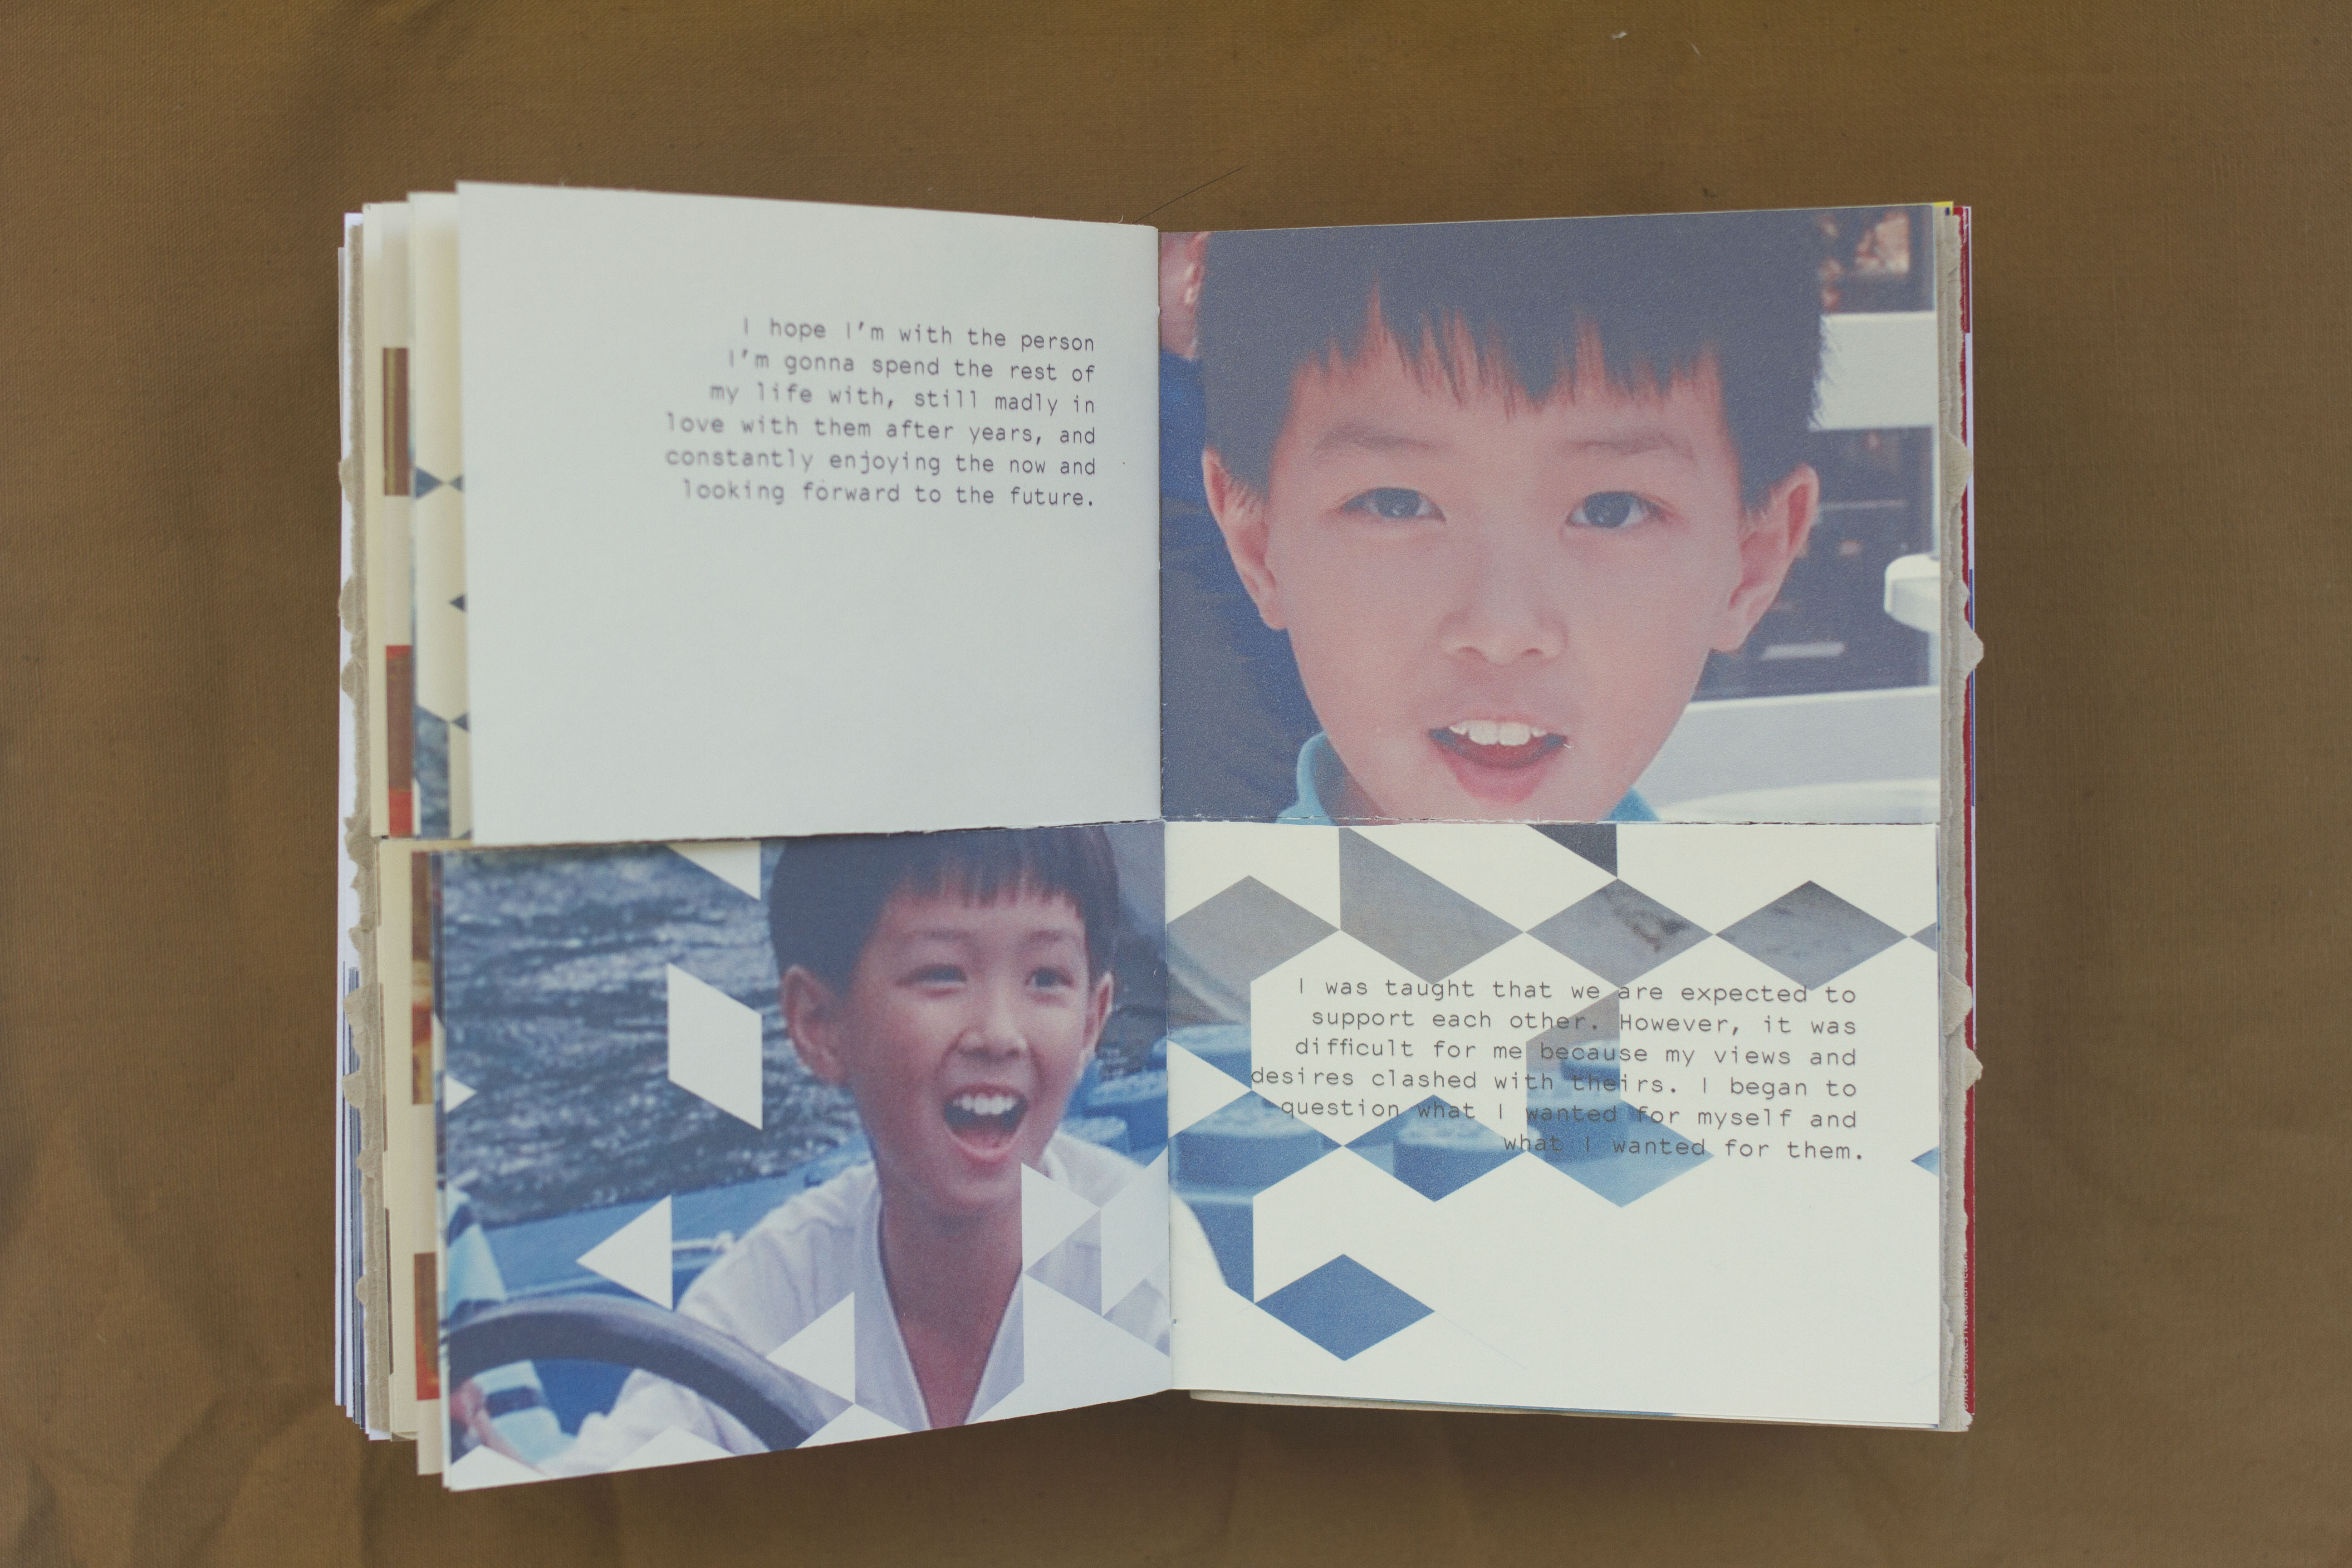 I hope I'm with the person
I'm gonna spend the rest of
my life with, still madly in
love with them after years, and
constantly enjoying the now and
looking forward to the future.
I was taught that we are expected to
support each other. However, it was
difficult for me because my views and
desires clashed with theirs. I began to
question what I wanted for myself and
what I wanted for them.